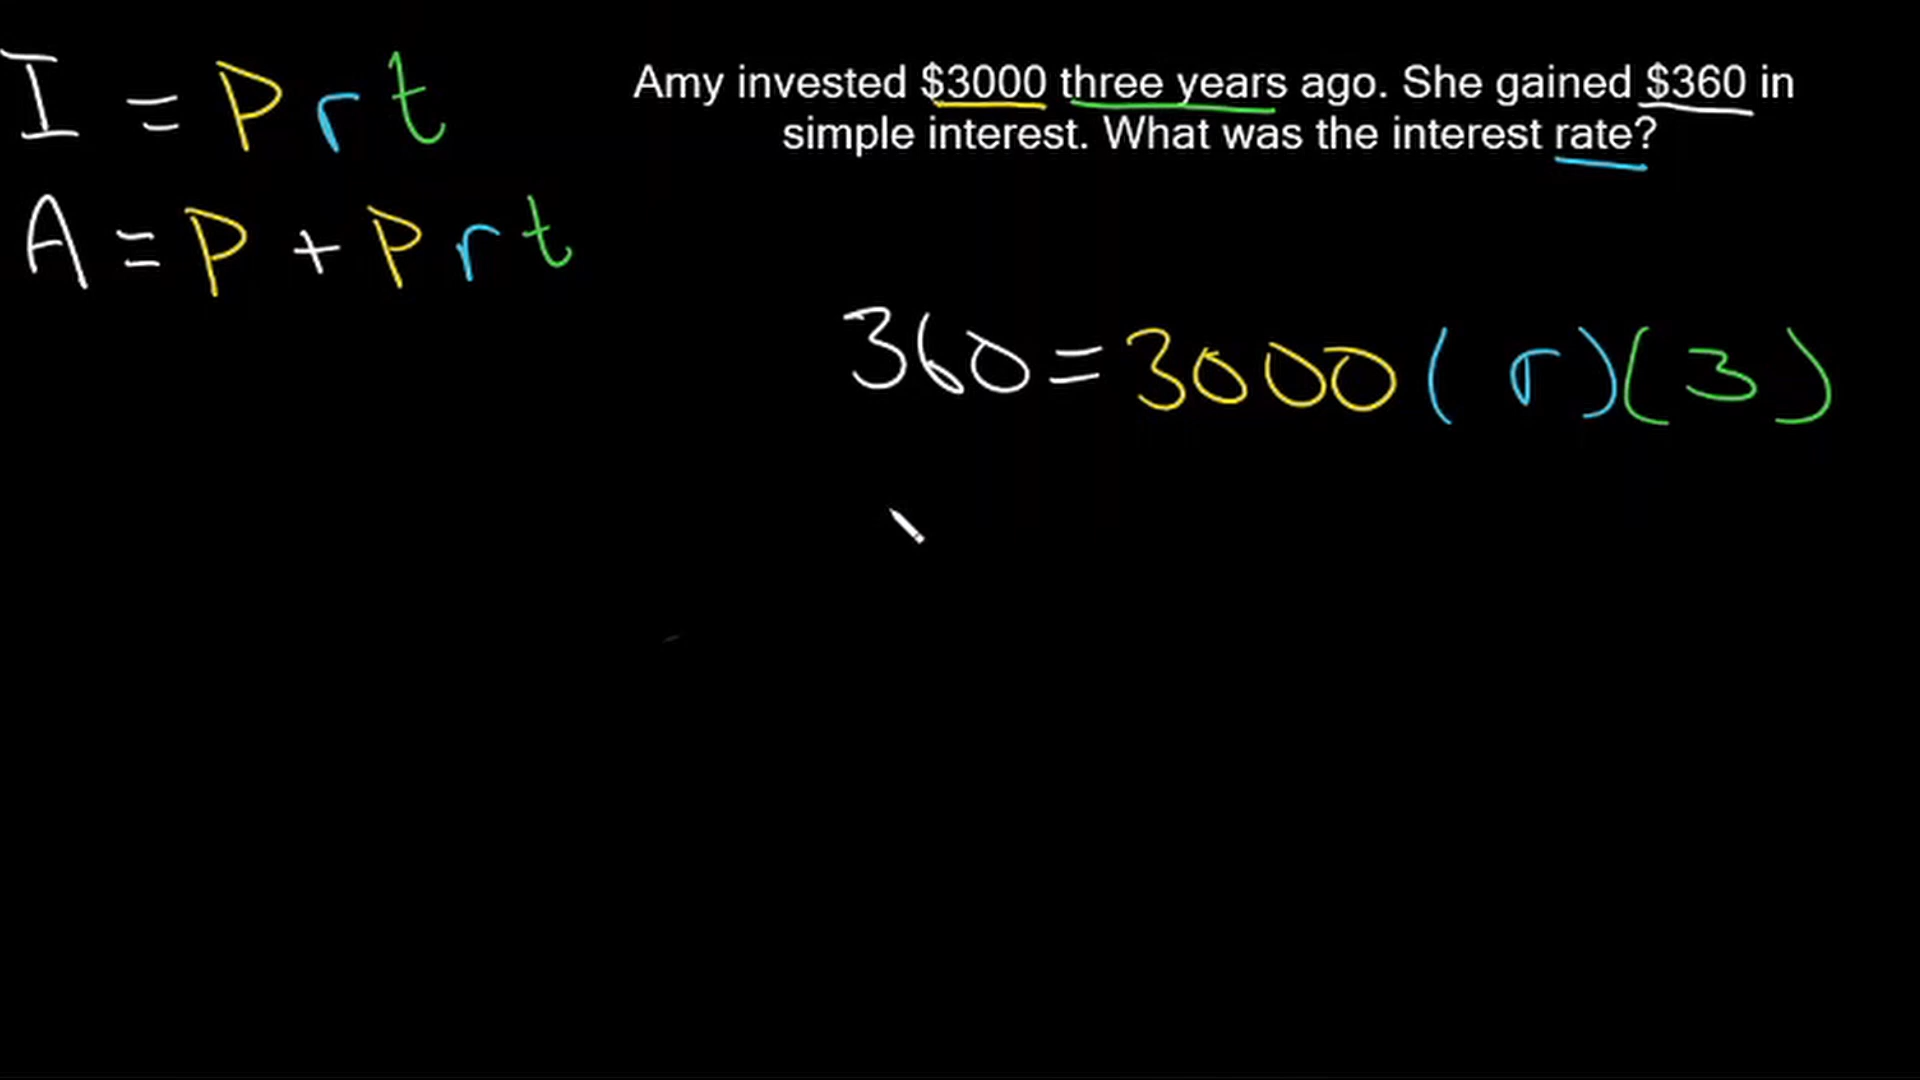 I = Prt
A = P + Prt
Amy invested $3000 three years ago. She gained $360 in
simple interest. What was the interest rate?
360 = 3000 ( r ) ( 3 )